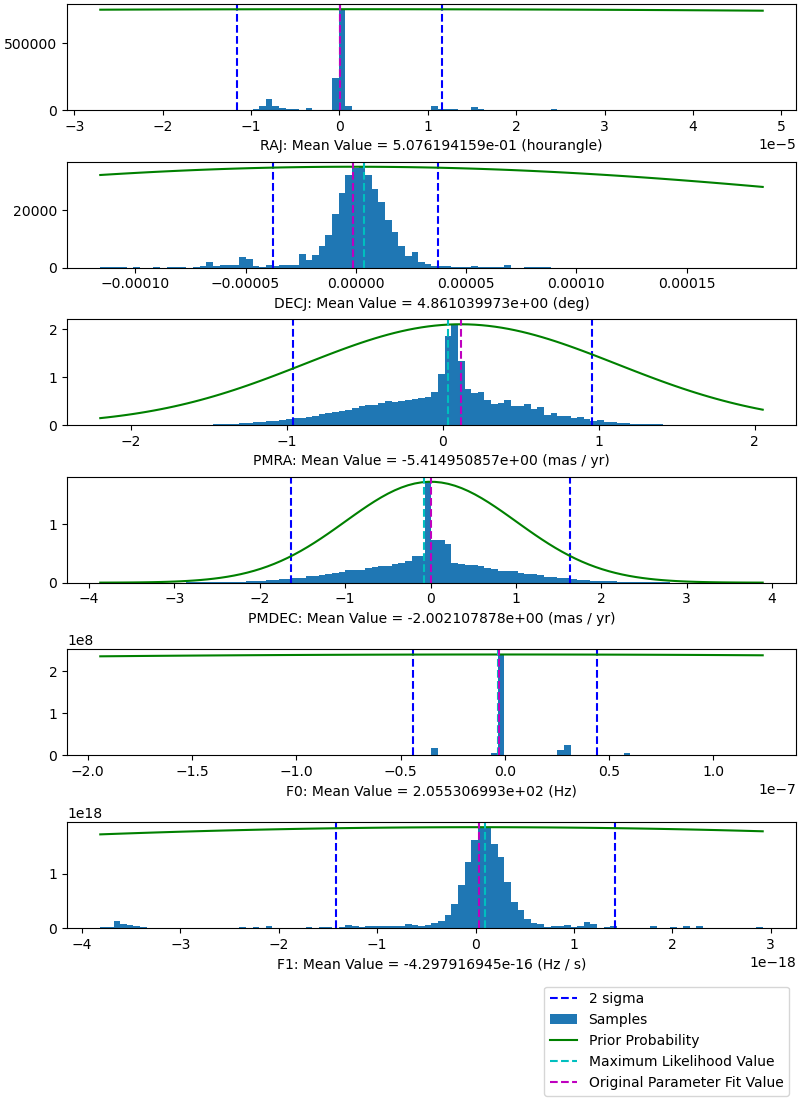 500000
0
−3 −2 −1 0 1 2 3 4 5
1e−5
RAJ: Mean Value = 5.076194159e-01 (hourangle)
20000
0
−0.00010 −0.00005 0.00000 0.00005 0.00010 0.00015
DECJ: Mean Value = 4.861039973e+00 (deg)
2
1
0
−2 −1 0 1 2
PMRA: Mean Value = -5.414950857e+00 (mas / yr)
1
0
−4 −3 −2 −1 0 1 2 3 4
PMDEC: Mean Value = -2.002107878e+00 (mas / yr)
1e8
2
1
0
−2.0 −1.5 −1.0 −0.5 0.0 0.5 1.0
1e−7
F0: Mean Value = 2.055306993e+02 (Hz)
1e18
1
0
−4 −3 −2 −1 0 1 2 3
1e−18
F1: Mean Value = -4.297916945e-16 (Hz / s)
2 sigma
Samples
Prior Probability
Maximum Likelihood Value
Original Parameter Fit Value